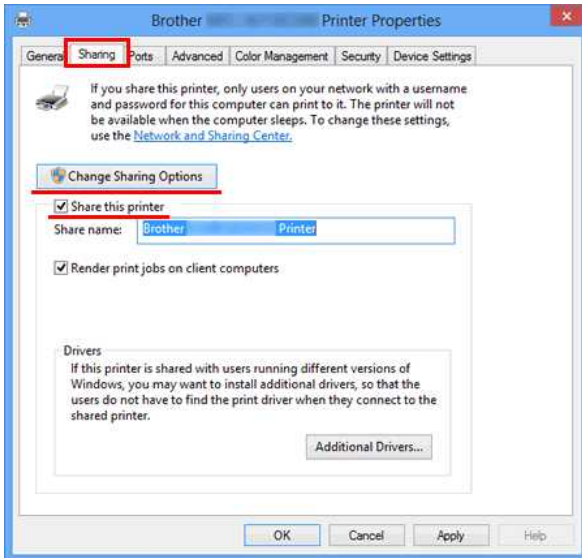 Brother Printer Properties
General Sharing Ports Advanced Color Management Security Device Settings
If you share this printer, only users on your network with a username
and password for this computer can print to it. The printer will not
be available when the computer sleeps. To change these settings,
use the Network and Sharing Center.
Change Sharing Options
Share this printer
Share name: Brother Printer
Render print jobs on client computers
Drivers
If this printer is shared with users running different versions of
Windows, you may want to install additional drivers, so that the
users do not have to find the print driver when they connect to the
shared printer.
Additional Drivers...
OK Cancel Apply Help